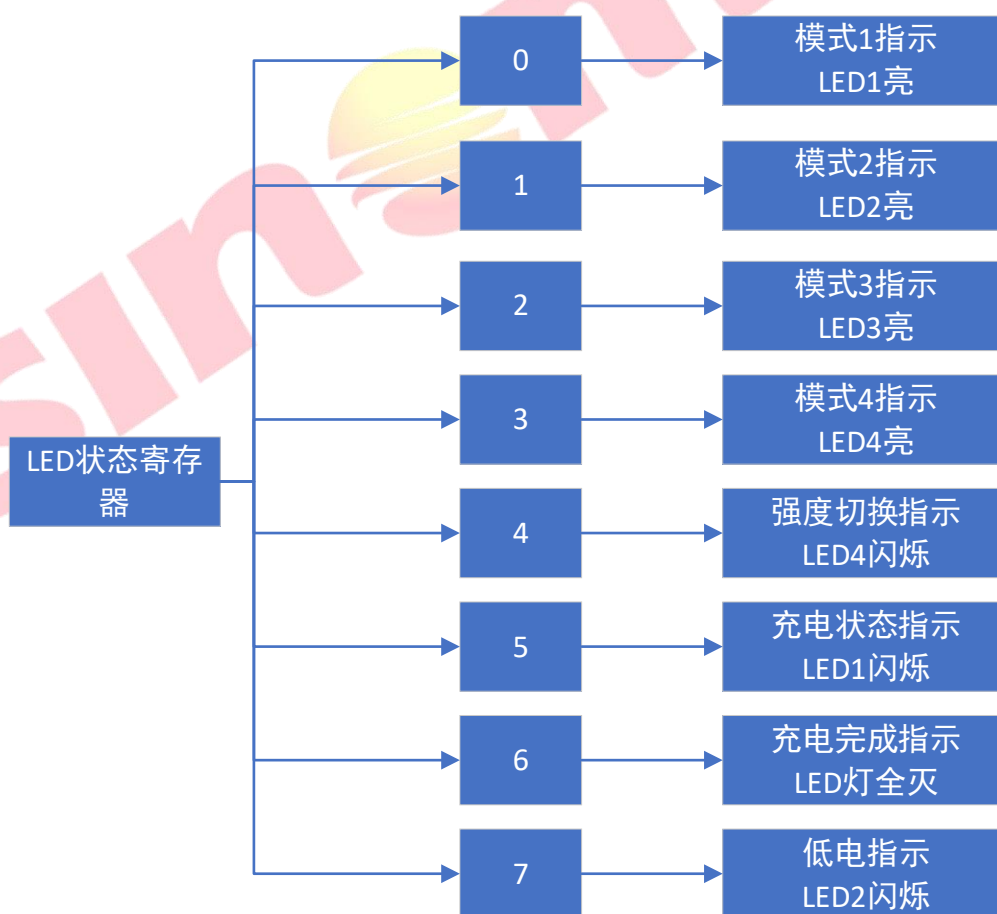 0
模式1指示
LED1亮
1
模式2指示
LED2亮
2
模式3指示
LED3亮
3
模式4指示
LED4亮
LED状态寄存
器
4
强度切换指示
LED4闪烁
5
充电状态指示
LED1闪烁
6
充电完成指示
LED灯全灭
7
低电指示
LED2闪烁